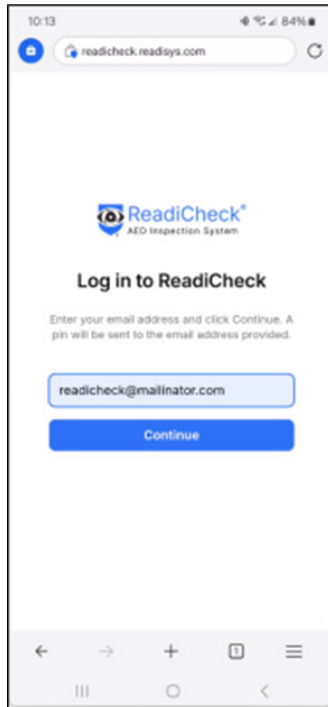 10:13 84%
readicheck.readisys.com
ReadiCheck®
AED Inspection System
Log in to ReadiCheck
Enter your email address and click Continue. A
pin will be sent to the email address provided.
readicheck@mailinator.com
Continue
1